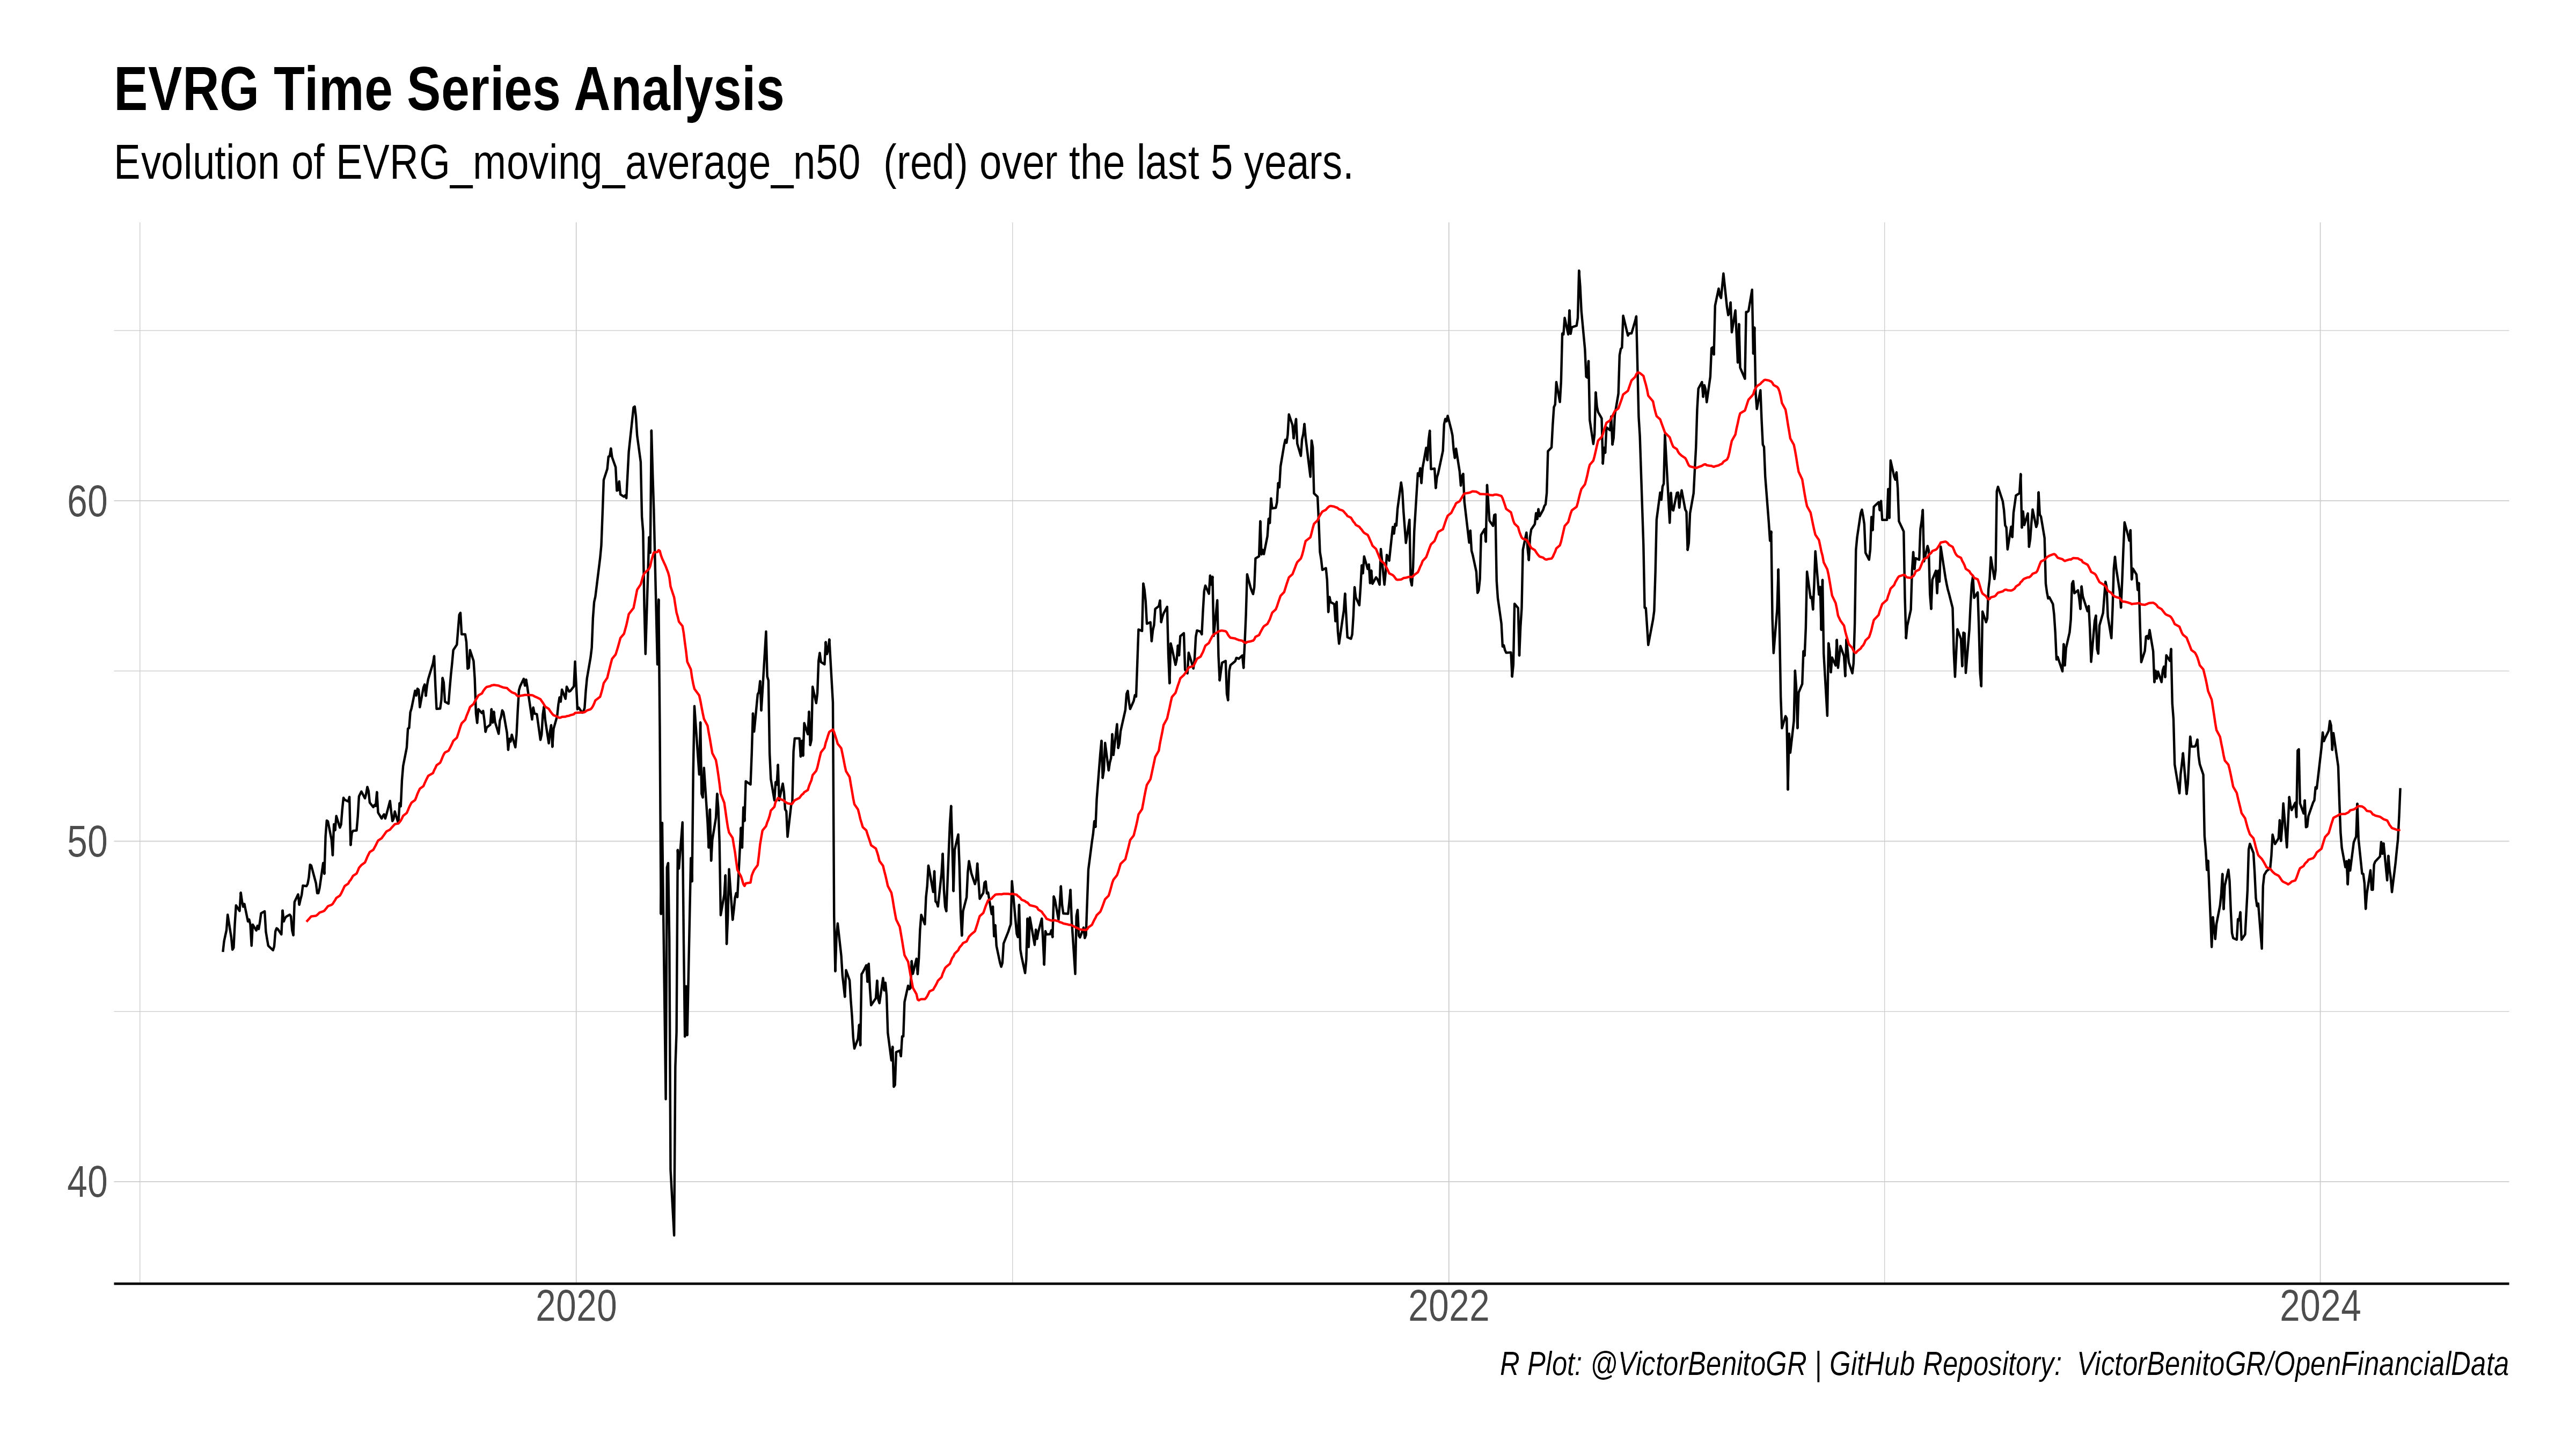 EVRG Time Series Analysis
Evolution of EVRG_moving_average_n50  (red) over the last 5 years.
60
50
40
2020
2022
2024
R Plot: @VictorBenitoGR | GitHub Repository:  VictorBenitoGR/OpenFinancialData